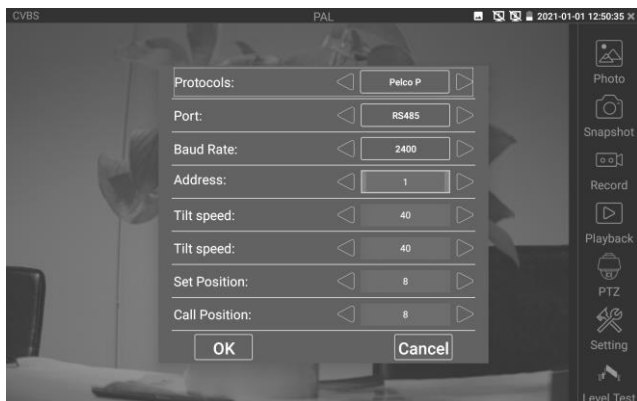 CVBS PAL 2021-01-01 12:50:35
Protocols: Pelco P
Port: RS485
Baud Rate: 2400
Address: 1
Tilt speed: 40
Tilt speed: 40
Set Position: 8
Call Position: 8
OK Cancel
Photo
Snapshot
Record
Playback
PTZ
Setting
Level Test